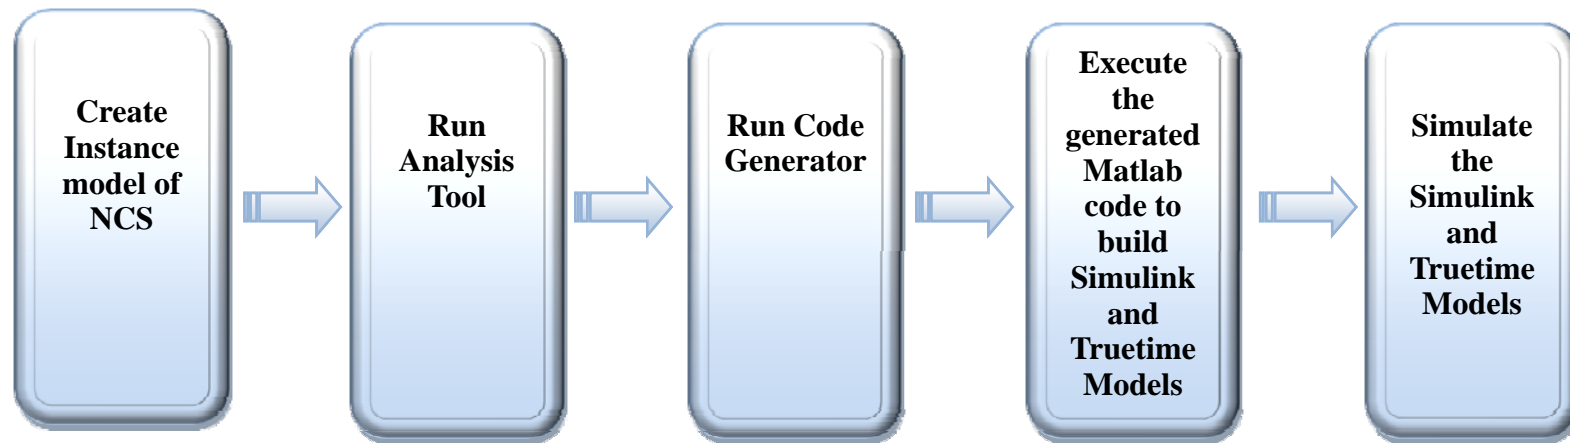 Create
Instance
model of
NCS
Run
Analysis
Tool
Run Code
Generator
Execute
the
generated
Matlab
code to
build
Simulink
and
Truetime
Models
Simulate
the
Simulink
and
Truetime
Models